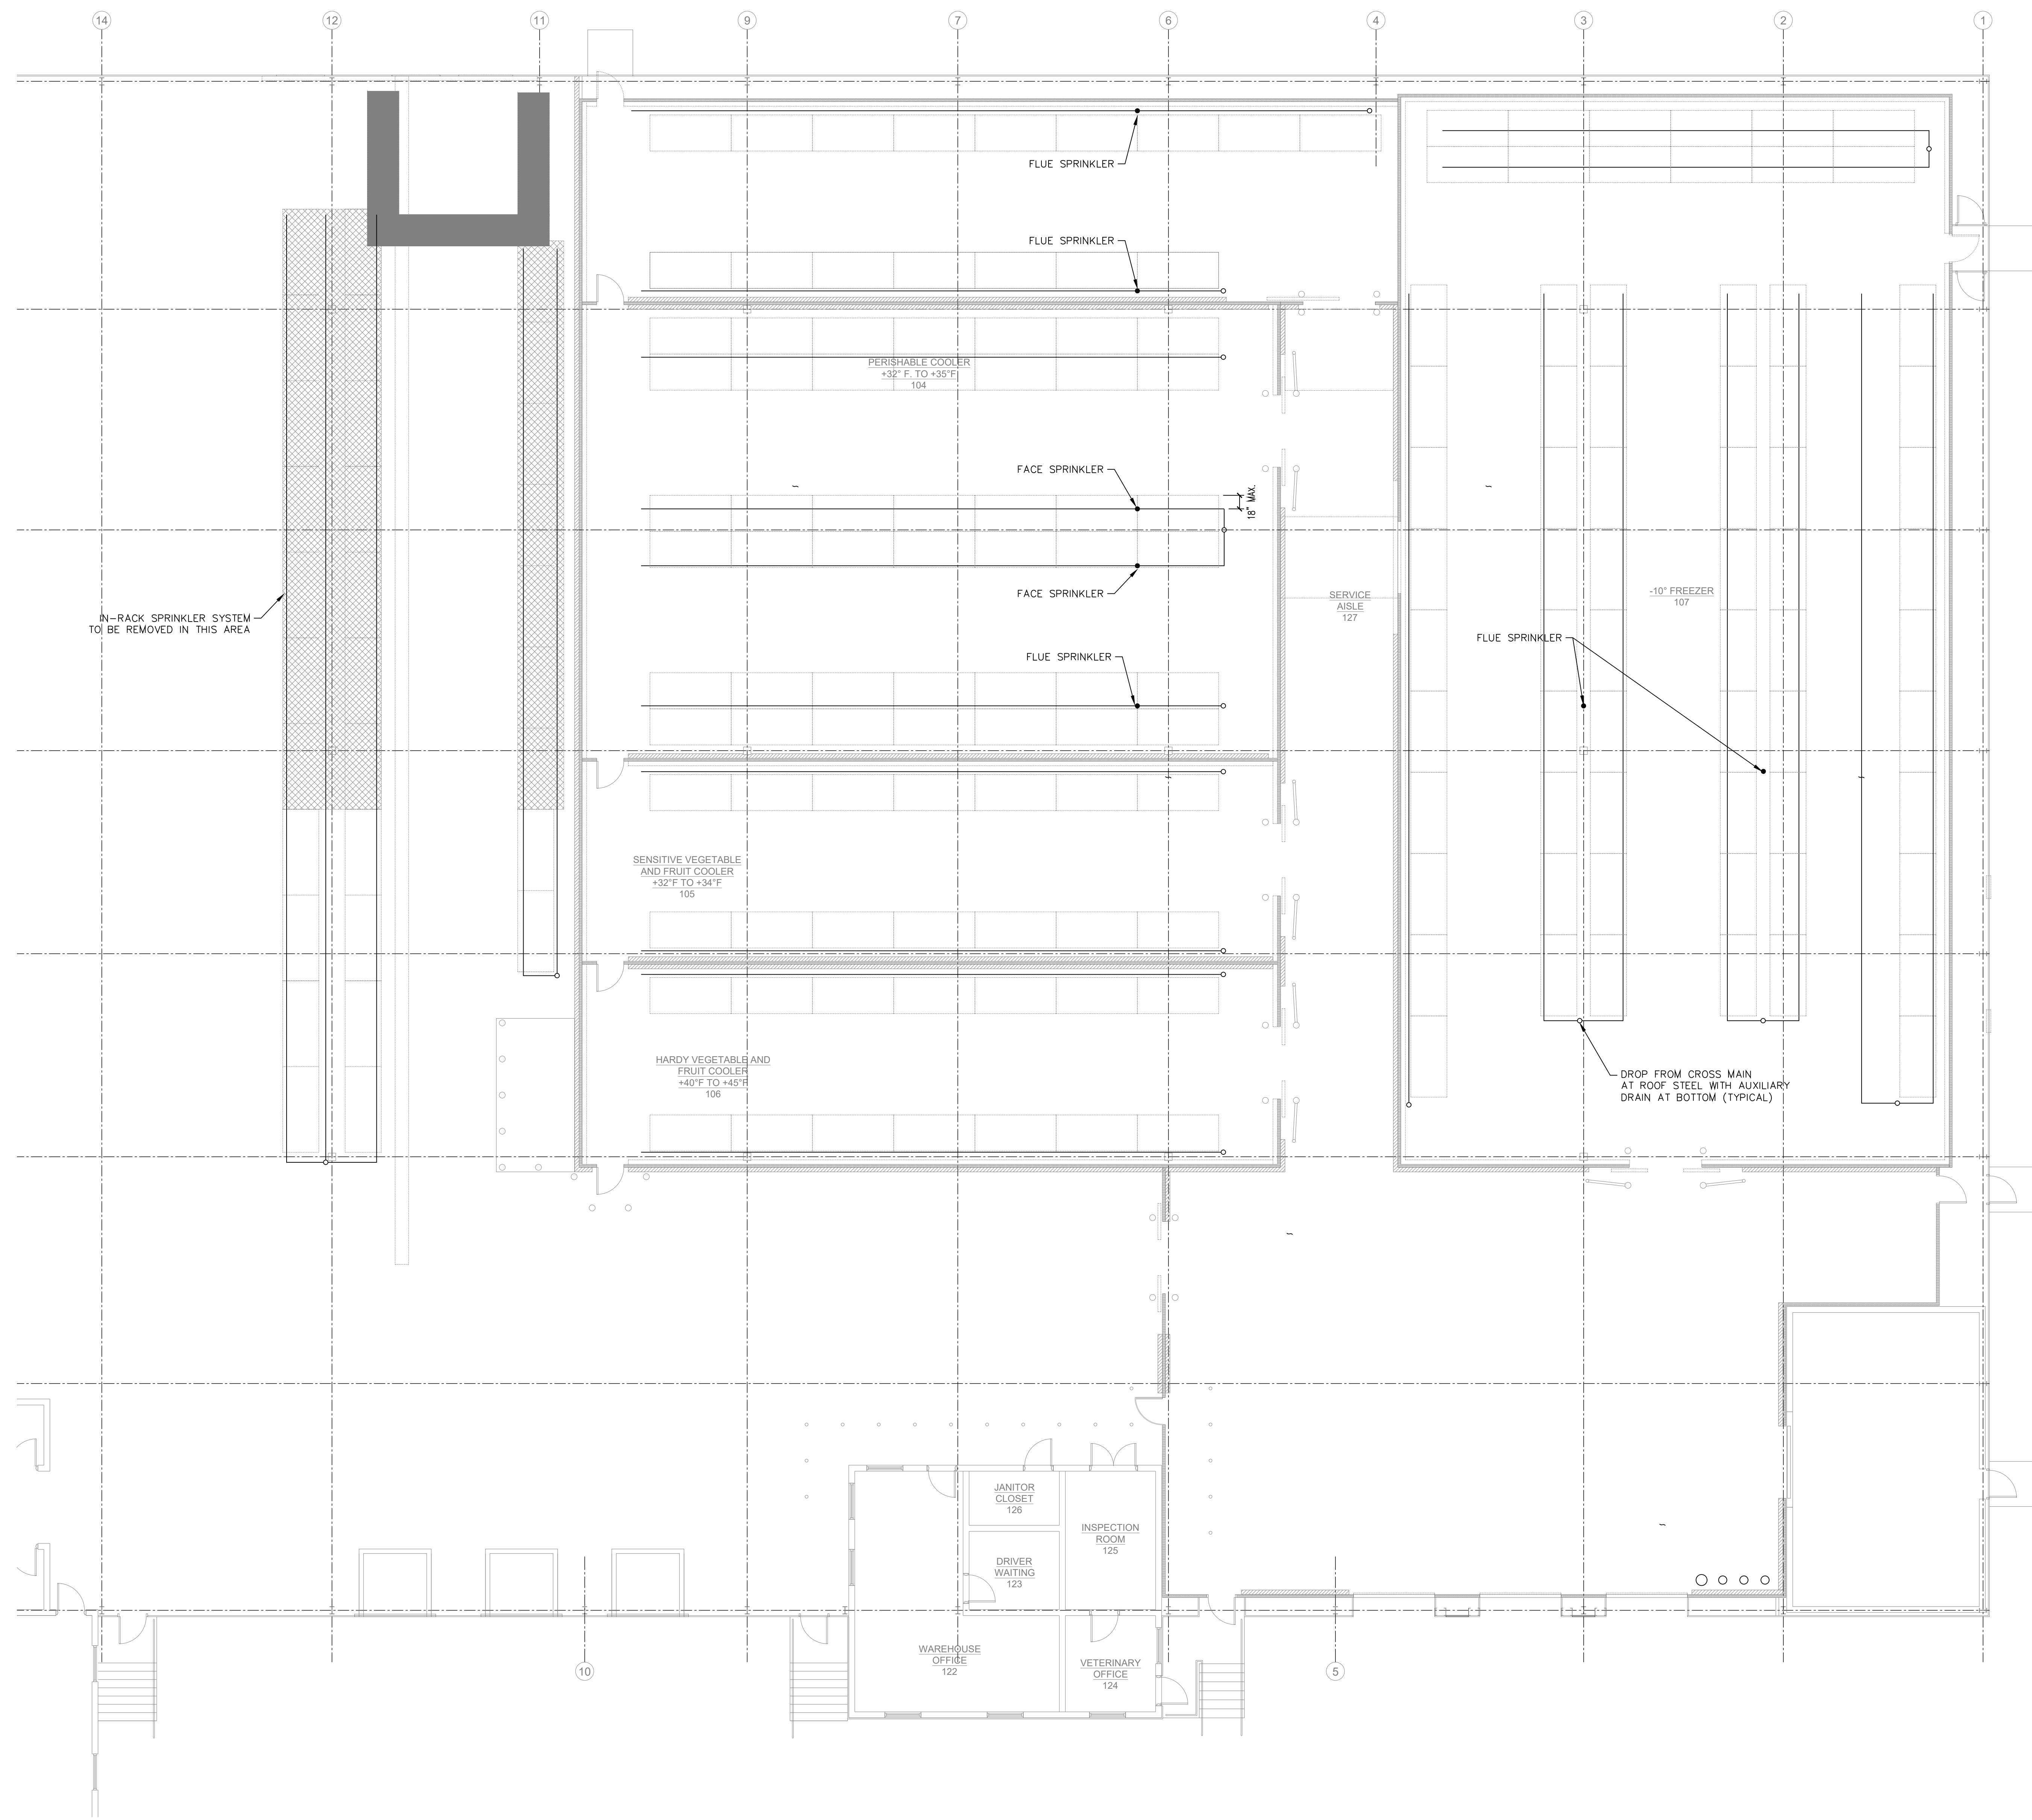 14
12
11
9
7
6
4
3
2
1
FLUE SPRINKLER
FLUE SPRINKLER
PERISHABLE COOLER
+32° F. TO +35°F
104
FACE SPRINKLER
18" MAX.
FACE SPRINKLER
SERVICE
AISLE
127
-10° FREEZER
107
IN-RACK SPRINKLER SYSTEM
TO BE REMOVED IN THIS AREA
FLUE SPRINKLER
FLUE SPRINKLER
SENSITIVE VEGETABLE
AND FRUIT COOLER
+32°F TO +34°F
105
HARDY VEGETABLE AND
FRUIT COOLER
+40°F TO +45°F
106
DROP FROM CROSS MAIN
AT ROOF STEEL WITH AUXILIARY
DRAIN AT BOTTOM (TYPICAL)
JANITOR
CLOSET
126
INSPECTION
ROOM
125
DRIVER
WAITING
123
WAREHOUSE
OFFICE
122
VETERINARY
OFFICE
124
10
5